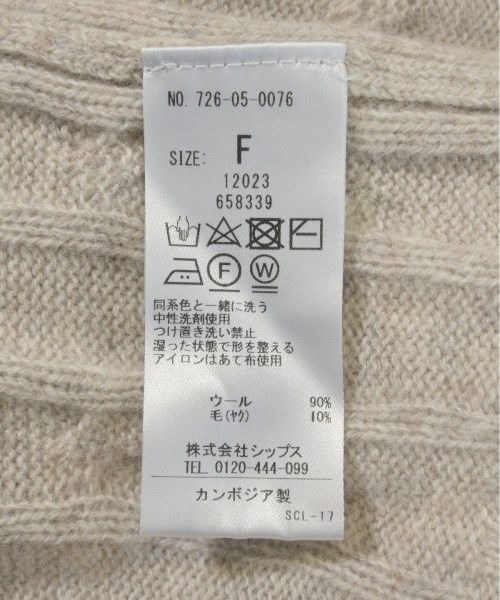 NO. 726-05-0076
SIZE: F
12023
658339
F W
同系色と一緒に洗う
中性洗剤使用
つけ置き洗い禁止
湿った状態で形を整える
アイロンはあて布使用
ウール 90%
毛(ヤク) 10%
株式会社シップス
TEL. 0120-444-099
カンボジア製
SCL-17